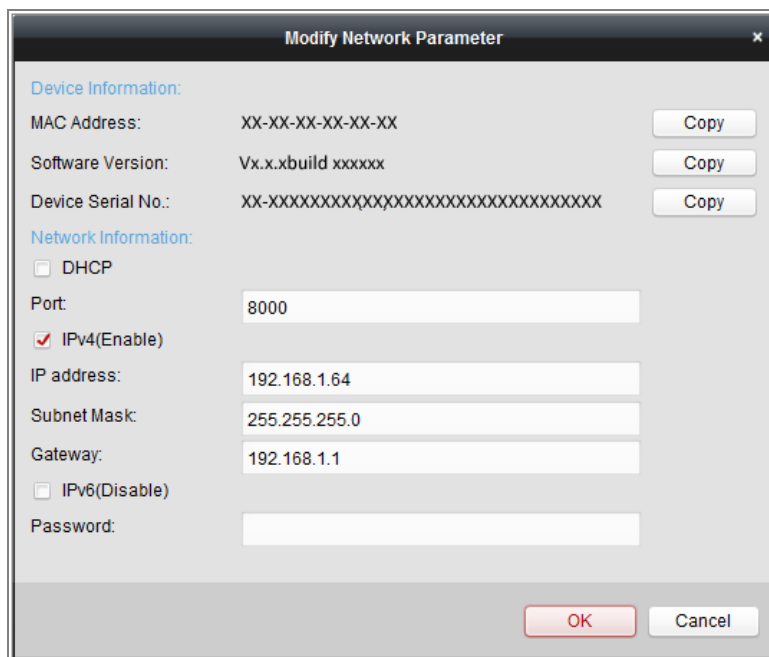 Modify Network Parameter ×
Device Information:
MAC Address: XX-XX-XX-XX-XX-XX Copy
Software Version: Vx.x.xbuild xxxxxx Copy
Device Serial No.: XX-XXXXXXXXXXXXXXXXXXXXXXXXXXXXXXX Copy
Network Information:
DHCP
Port: 8000
IPv4(Enable)
IP address: 192.168.1.64
Subnet Mask: 255.255.255.0
Gateway: 192.168.1.1
IPv6(Disable)
Password:
OK Cancel